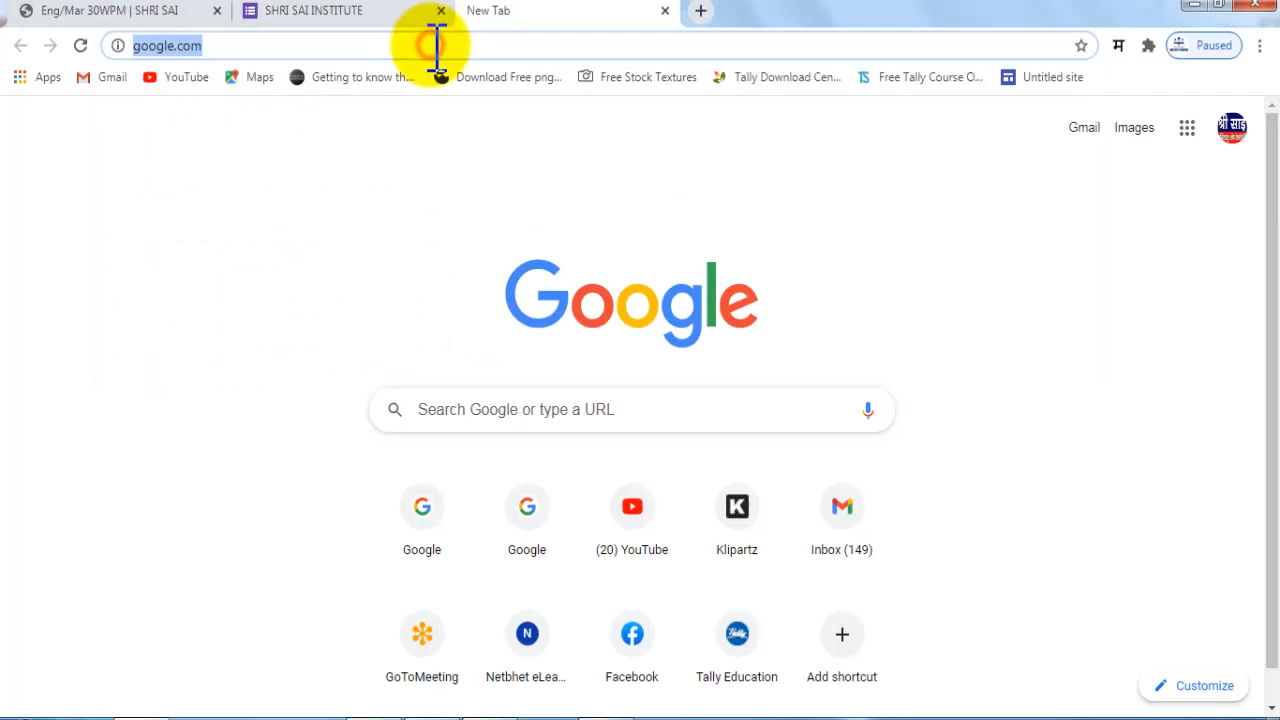 Eng/Mar 30WPM | SHRI SAI
SHRI SAI INSTITUTE
New Tab
google.com
म
Paused
Apps
Gmail
YouTube
Maps
Getting to know th...
Download Free png...
Free Stock Textures
Tally Download Cen...
TS
Free Tally Course O...
Untitled site
Gmail
Images
श्री साई
Google
Search Google or type a URL
G
G
K
Google
Google
(20) YouTube
Klipartz
Inbox (149)
N
Tally
GoToMeeting
Netbhet eLea...
Facebook
Tally Education
Add shortcut
Customize